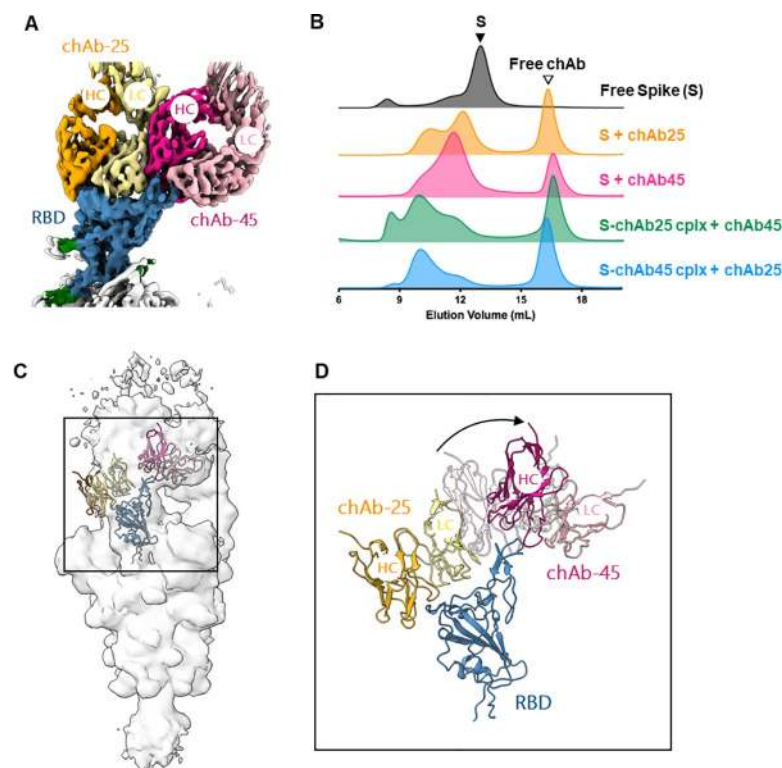 A
chAb-25
HC
LC
HC
LC
RBD
chAb-45
B
S
Free chAb
Free Spike (S)
S + chAb25
S + chAb45
S-chAb25 cplx + chAb45
S-chAb45 cplx + chAb25
6
9
12
15
18
Elution Volume (mL)
C
D
chAb-25
HC
LC
HC
LC
chAb-45
RBD